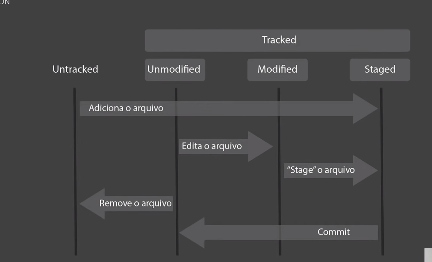 Tracked
Untracked
Unmodified
Modified
Staged
Adiciona o arquivo
Edita o arquivo
"Stage" o arquivo
Remove o arquivo
Commit